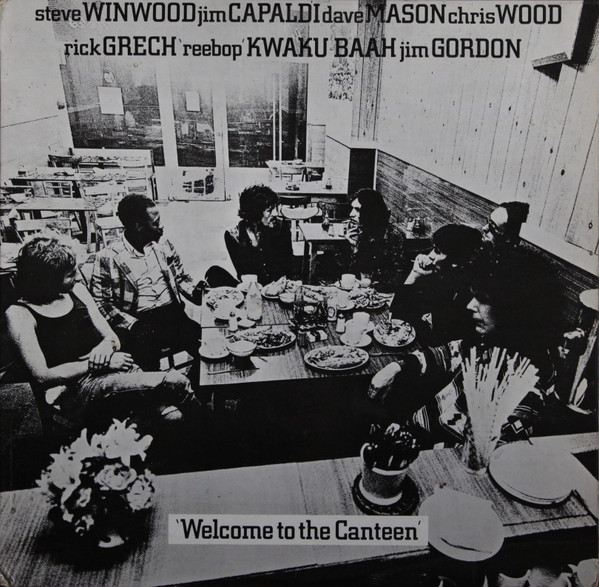 steve WINWOOD jim CAPALDI dave MASON chris WOOD
rick GRECH 'reebop' KWAKU BAAH jim GORDON
'Welcome to the Canteen'